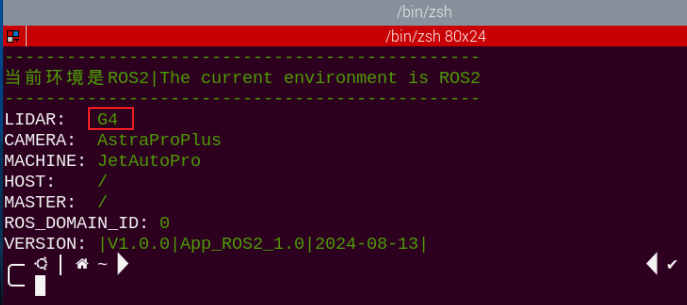 /bin/zsh
/bin/zsh 80x24
当前环境是ROS2|The current environment is ROS2
LIDAR: G4
CAMERA: AstraProPlus
MACHINE: JetAutoPro
HOST: /
MASTER: /
ROS_DOMAIN_ID: 0
VERSION: |V1.0.0|App_ROS2_1.0|2024-08-13|
~